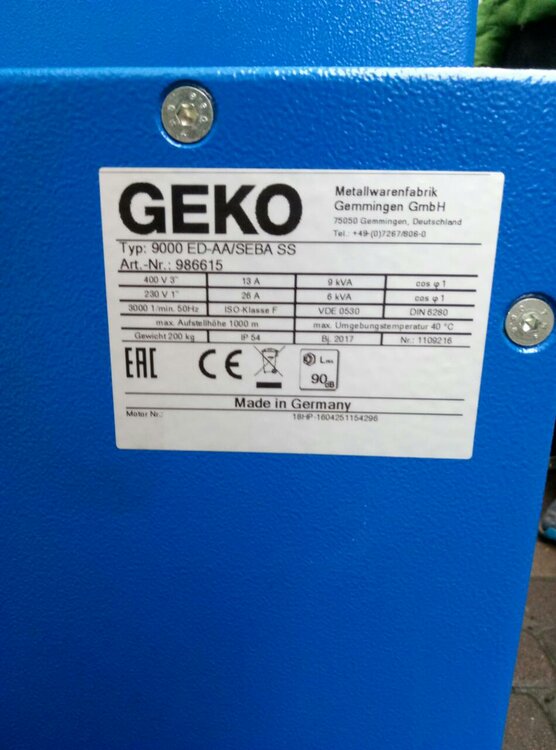 GEKO
Metallwarenfabrik
Gemmingen GmbH
75050 Gemmingen, Deutschland
Tel.: +49-(0)7267/806-0
Typ: 9000 ED-AA/SEBA SS
Art.-Nr.: 986615
400 V 3~ 13 A 9 kVA cos φ 1
230 V 1~ 26 A 6 kVA cos φ 1
3000 1/min. 50Hz ISO-Klasse F VDE 0530 DIN 6280
max. Aufstellhöhe 1000 m max. Umgebungstemperatur 40 °C
Gewicht 200 kg IP 54 Bj. 2017 Nr.: 1109216
EAC CE LWA
90dB
Made in Germany
Motor Nr.: 18HP-1604251154296